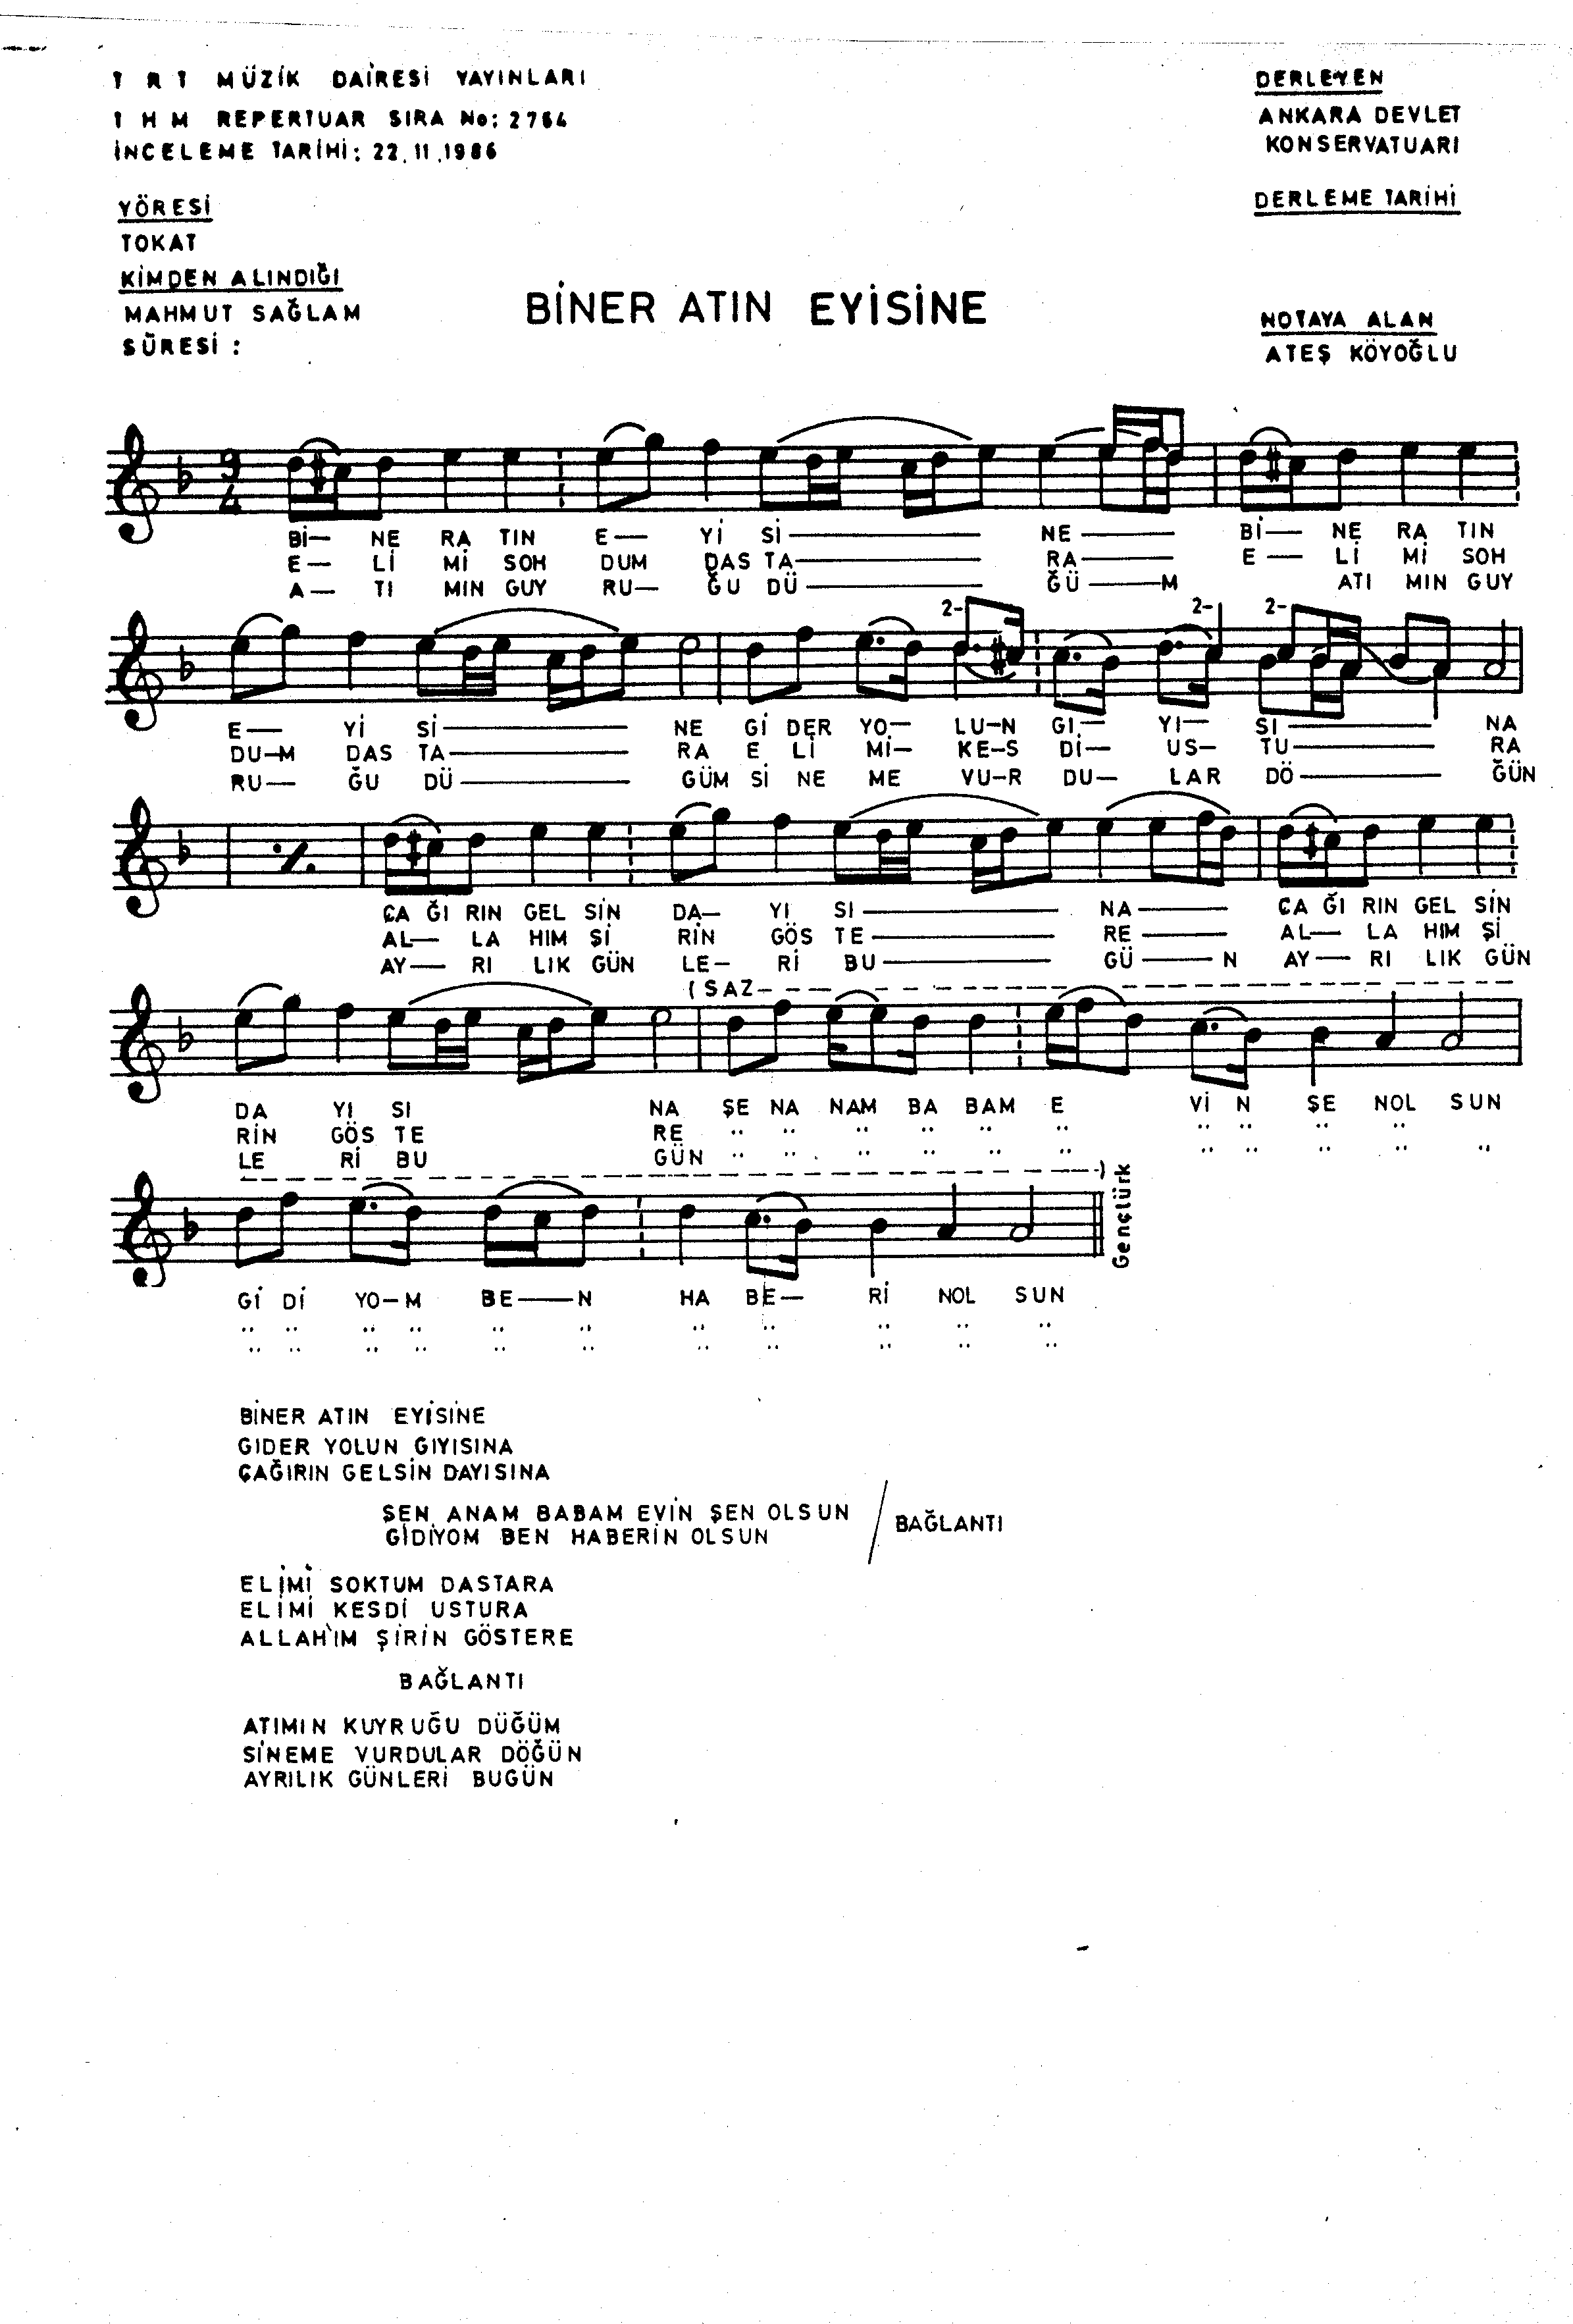 T R T MÜZİK DAİRESİ YAYINLARI
T H M REPERTUAR SIRA No: 2764
İNCELEME TARİHİ: 22.11.1986
DERLEYEN
ANKARA DEVLET
KONSERVATUARI
DERLEME TARİHİ
YÖRESİ
TOKAT
KİMDEN ALINDIĞI
MAHMUT SAĞLAM
SÜRESİ :
BİNER ATIN EYİSİNE
NOTAYA ALAN
ATEŞ KÖYOĞLU
9
4
Bİ— NE RA TIN E— Yİ Sİ— NE— Bİ— NE RA TIN
E— Lİ Mİ SOH DUM DAS TA— RA— E— Lİ Mİ SOH
A— TI MIN GUY RU— ĞU DÜ— ĞÜ—M ATI MIN GUY
2- 2- 2-
E— Yİ Sİ— NE Gİ DER YO— LU—N GI— YI— SI— NA
DU—M DAS TA— RA E Lİ Mİ— KE—S Dİ— US— TU— RA
RU— ĞU DÜ— GÜM Sİ NE ME VU—R DU— LAR DÖ— ĞÜN
ÇA ĞI RIN GEL SİN DA— YI SI— NA— ÇA ĞI RIN GEL SİN
AL— LA HIM Şİ RİN GÖS TE— RE— AL— LA HIM Şİ
AY— RI LIK GÜN LE— Rİ BU— GÜ—N AY— RI LIK GÜN
(SAZ— — —
DA YI SI NA ŞE NA NAM BA BAM E Vİ N ŞE NOL SUN
RİN GÖS TE RE " " " " " " " " " "
LE Rİ BU GÜN " " " " " " " " " " "
— — —)
Gençtürk
Gİ Dİ YO—M BE—N HA BE— Rİ NOL SUN
" " " " " " " " " " "
" " " " " " " " " " "
BİNER ATIN EYİSİNE
GIDER YOLUN GIYISINA
ÇAĞIRIN GELSİN DAYISINA
ŞEN ANAM BABAM EVİN ŞEN OLSUN
GİDİYOM BEN HABERİN OLSUN
BAĞLANTI
ELİMİ SOKTUM DASTARA
ELİMİ KESDİ USTURA
ALLAH'IM ŞİRİN GÖSTERE
BAĞLANTI
ATIMIN KUYRUĞU DÜĞÜM
SİNEME VURDULAR DÖĞÜN
AYRILIK GÜNLERİ BUGÜN